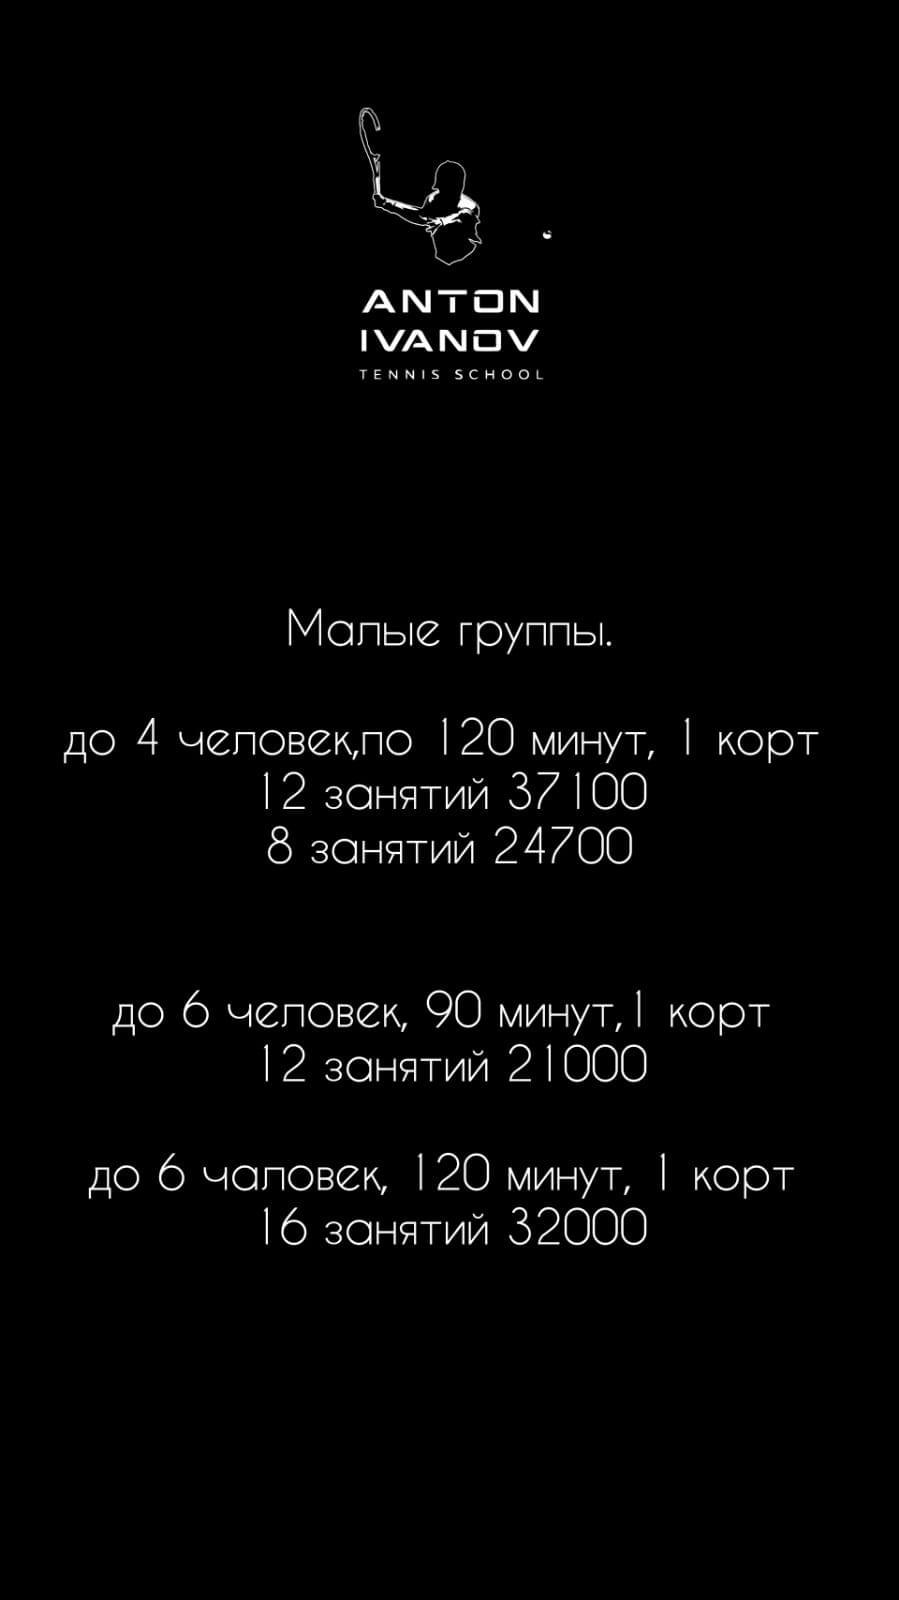 ANTON
IVANOV
TENNIS SCHOOL
Малые группы.
до 4 человек,по 120 минут, 1 корт
12 занятий 37100
8 занятий 24700
до 6 человек, 90 минут,1 корт
12 занятий 21000
до 6 чаловек, 120 минут, 1 корт
16 занятий 32000